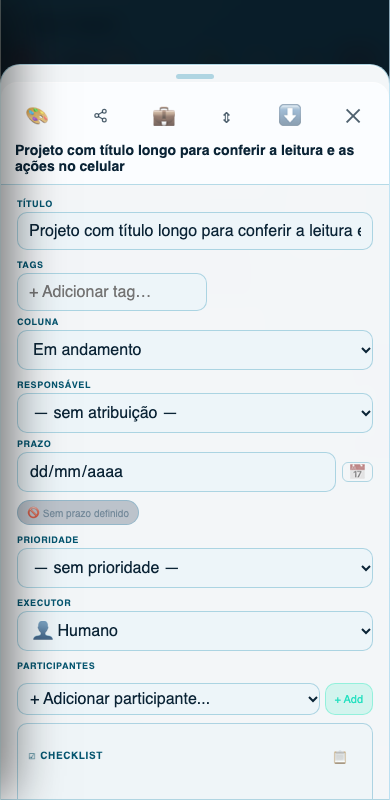 Projeto com título longo para conferir a leitura e as
ações no celular
TÍTULO
Projeto com título longo para conferir a leitura e
TAGS
+ Adicionar tag...
COLUNA
Em andamento
RESPONSÁVEL
— sem atribuição —
PRAZO
dd/mm/aaaa
Sem prazo definido
PRIORIDADE
— sem prioridade —
EXECUTOR
Humano
PARTICIPANTES
+ Adicionar participante...
+ Add
CHECKLIST